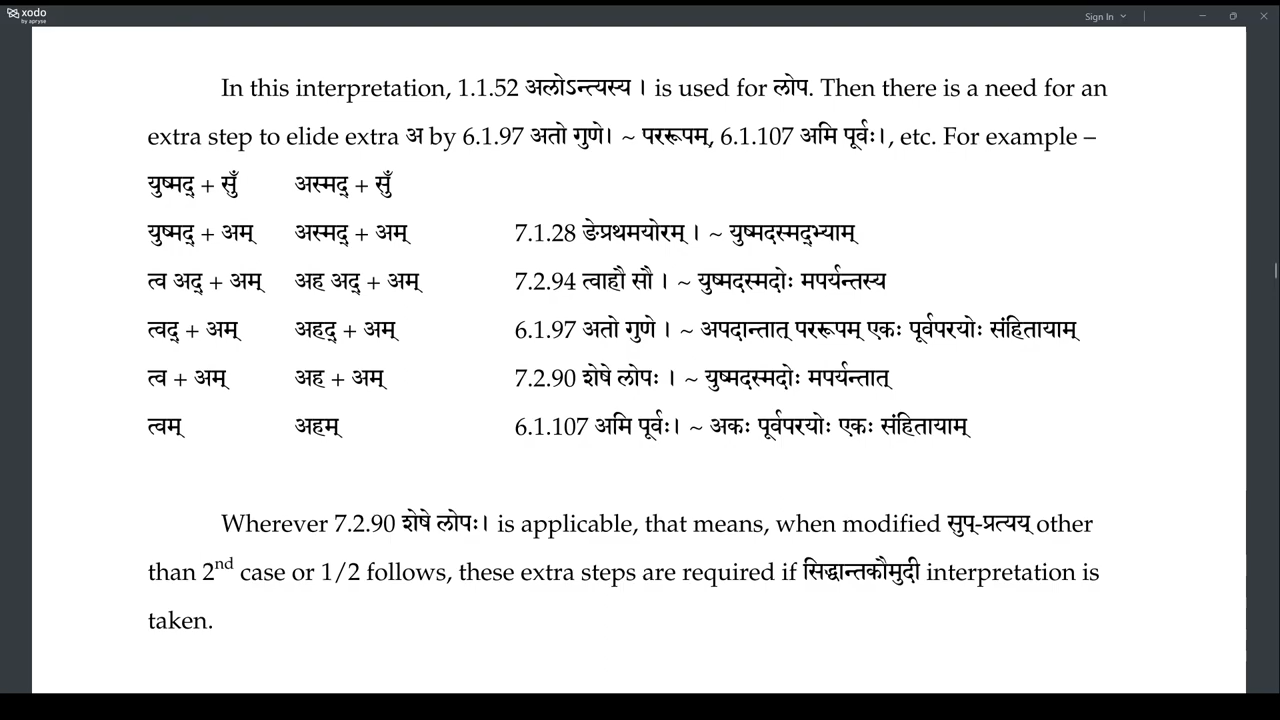 xodo
by apryse
Sign In
In this interpretation, 1.1.52 अलोऽन्त्यस्य । is used for लोप. Then there is a need for an
extra step to elide extra अ by 6.1.97 अतो गुणे। ~ पररूपम्, 6.1.107 अमि पूर्वः।, etc. For example –
युष्मद् + सुँ अस्मद् + सुँ
युष्मद् + अम् अस्मद् + अम् 7.1.28 ङेप्रथमयोरम् । ~ युष्मदस्मद्भ्याम्
त्व अद् + अम् अह अद् + अम् 7.2.94 त्वाहौ सौ । ~ युष्मदस्मदोः मपर्यन्तस्य
त्वद् + अम् अहद् + अम् 6.1.97 अतो गुणे । ~ अपदान्तात् पररूपम् एकः पूर्वपरयोः संहितायाम्
त्व + अम् अह + अम् 7.2.90 शेषे लोपः । ~ युष्मदस्मदोः मपर्यन्तात्
त्वम् अहम् 6.1.107 अमि पूर्वः। ~ अकः पूर्वपरयोः एकः संहितायाम्
Wherever 7.2.90 शेषे लोपः। is applicable, that means, when modified सुप्-प्रत्यय् other
than 2nd case or 1/2 follows, these extra steps are required if सिद्धान्तकौमुदी interpretation is
taken.